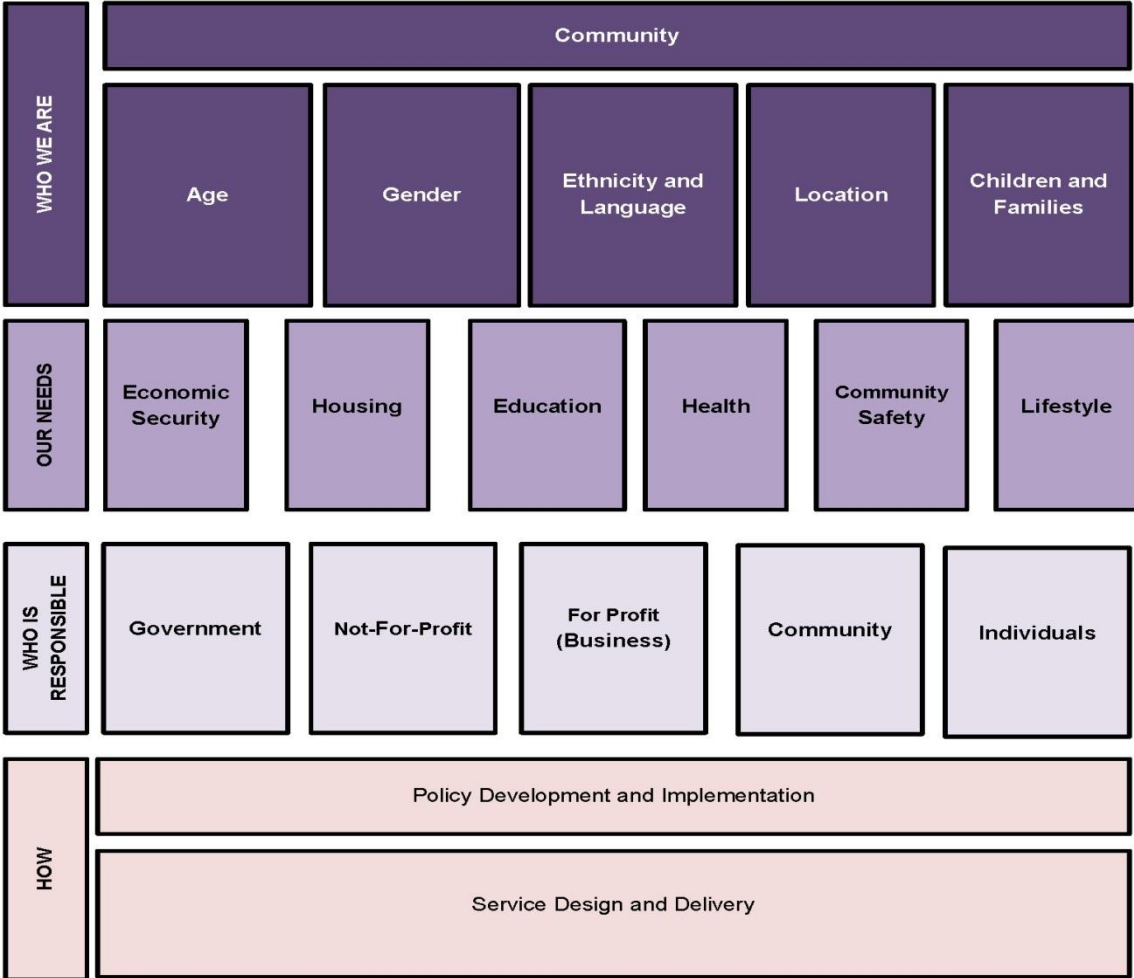 WHO WE ARE
Community
Age
Gender
Ethnicity and
Language
Location
Children and
Families
OUR NEEDS
Economic
Security
Housing
Education
Health
Community
Safety
Lifestyle
WHO IS
RESPONSIBLE
Government
Not-For-Profit
For Profit
(Business)
Community
Individuals
HOW
Policy Development and Implementation
Service Design and Delivery